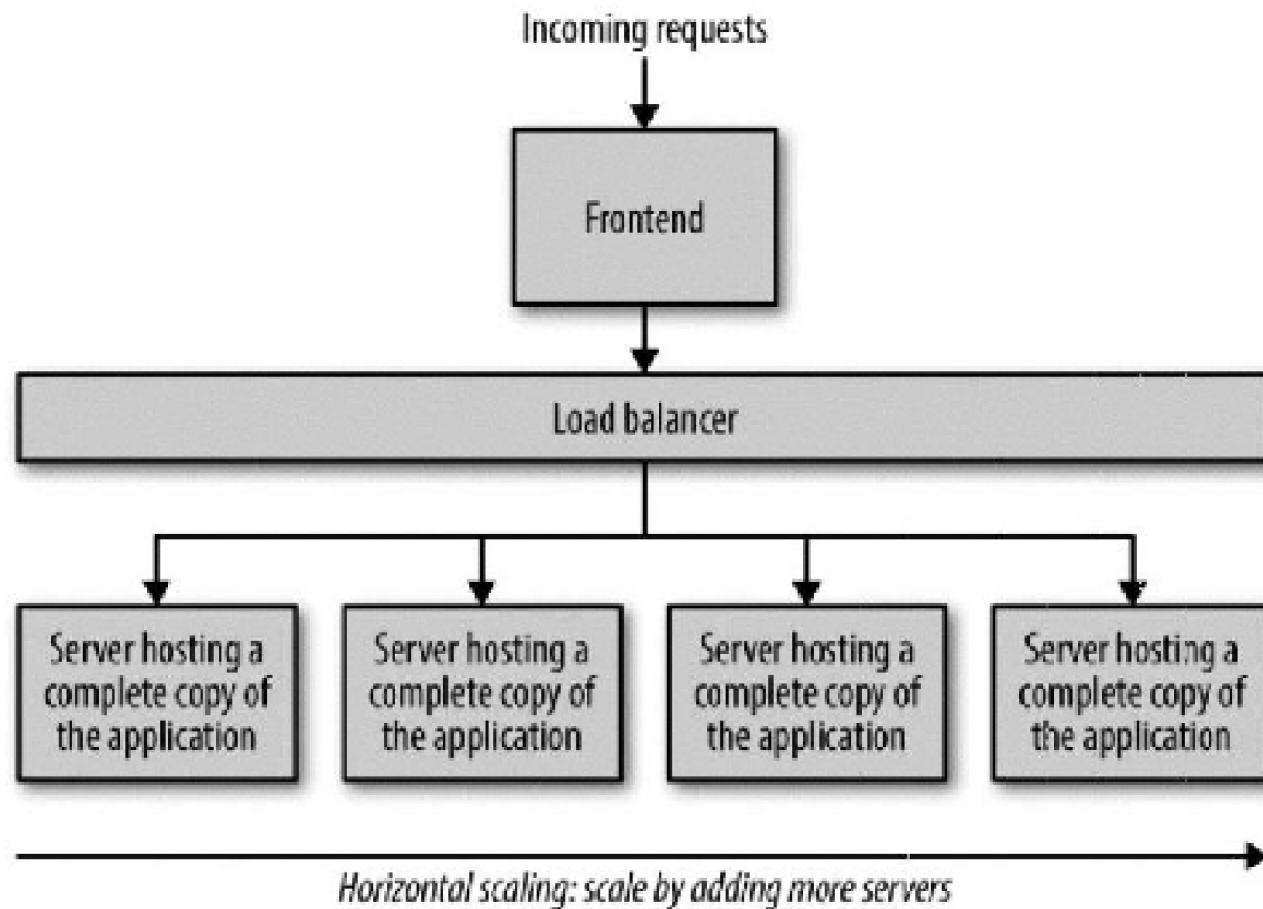 Incoming requests
Frontend
Load balancer
Server hosting a
complete copy of
the application
Server hosting a
complete copy of
the application
Server hosting a
complete copy of
the application
Server hosting a
complete copy of
the application
Horizontal scaling: scale by adding more servers